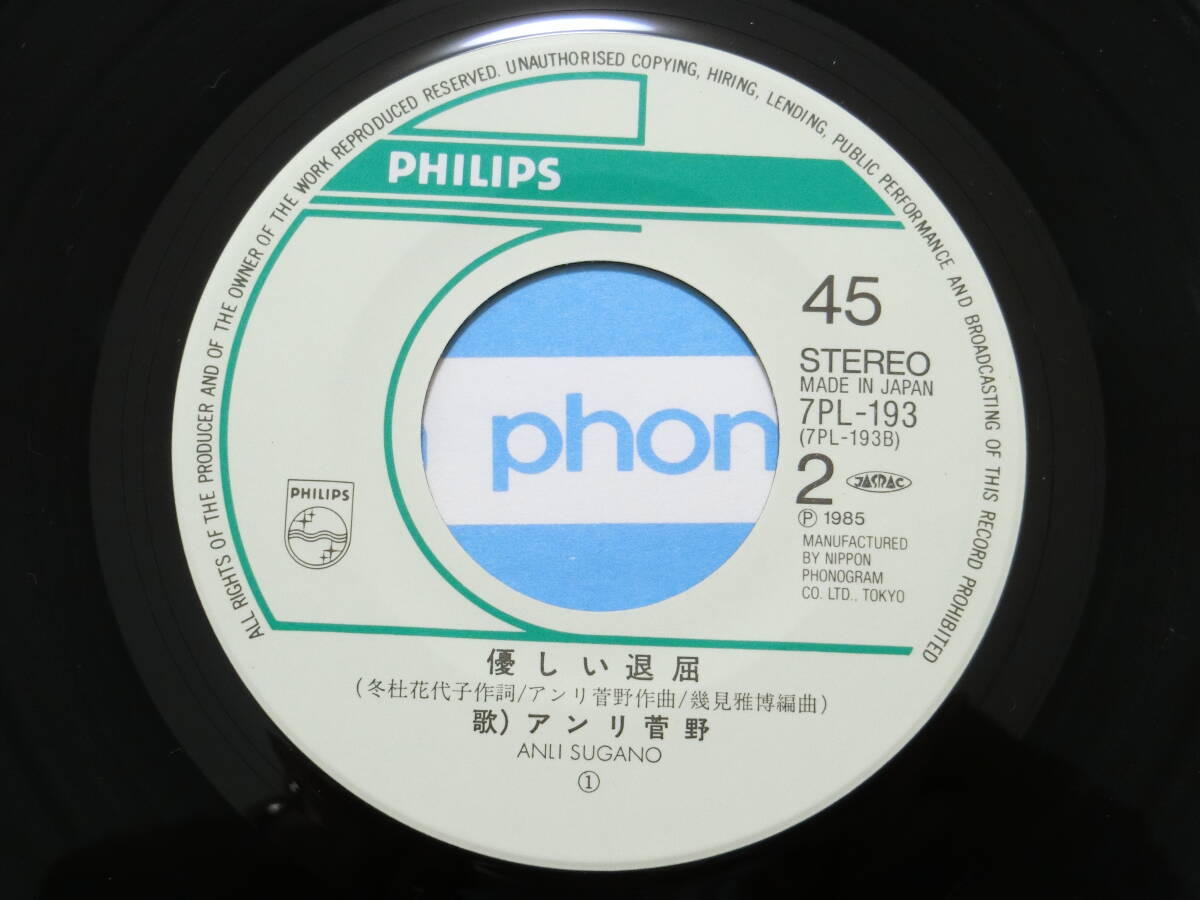 ALL RIGHTS OF THE PRODUCER AND OF THE OWNER OF THE WORK REPRODUCED RESERVED. UNAUTHORISED COPYING, HIRING, LENDING, PUBLIC PERFORMANCE AND BROADCASTING OF THIS RECORD PROHIBITED
PHILIPS
45
STEREO
MADE IN JAPAN
7PL-193
(7PL-193B)
2 JASRAC
Ⓟ 1985
MANUFACTURED
BY NIPPON
PHONOGRAM
CO. LTD., TOKYO
phon
PHILIPS
優しい退屈
(冬杜花代子作詞/アンリ菅野作曲/幾見雅博編曲)
歌) アンリ菅野
ANLI SUGANO
①